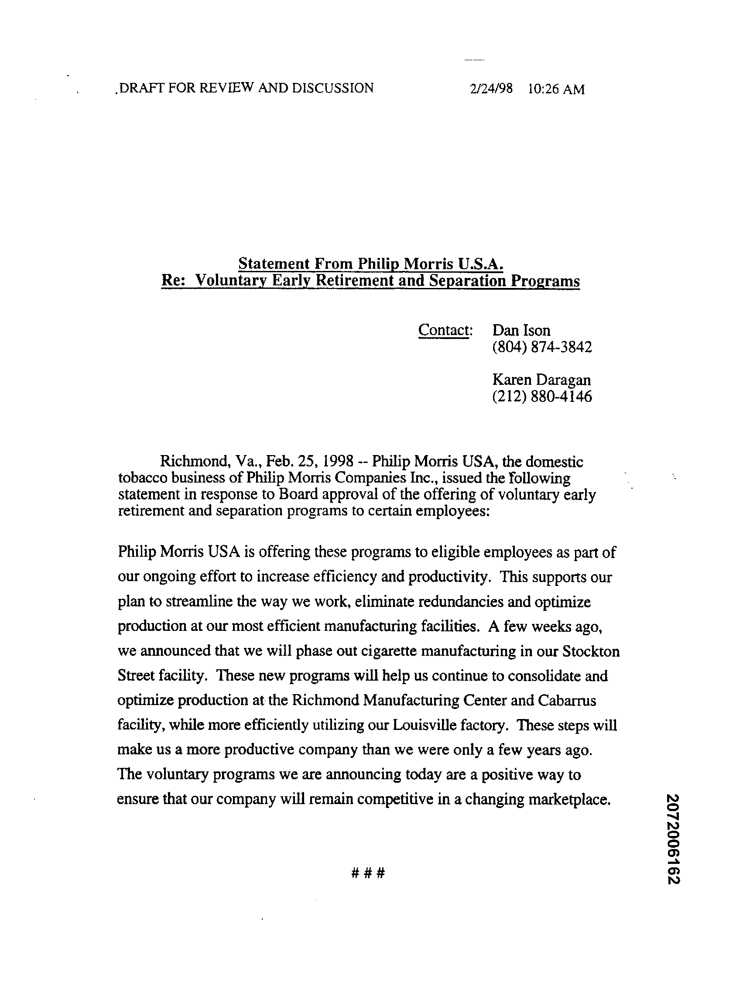 .DRAFT FOR REVIEW AND DISCUSSION 2/24/98 10:26 AM
Statement From Philip Morris U.S.A.
Re: Voluntary Early Retirement and Separation Programs
Contact: Dan Ison
(804) 874-3842
Karen Daragan
(212) 880-4146
Richmond, Va., Feb. 25, 1998 -- Philip Morris USA, the domestic
tobacco business of Philip Morris Companies Inc., issued the following
statement in response to Board approval of the offering of voluntary early
retirement and separation programs to certain employees:
Philip Morris USA is offering these programs to eligible employees as part of
our ongoing effort to increase efficiency and productivity. This supports our
plan to streamline the way we work, eliminate redundancies and optimize
production at our most efficient manufacturing facilities. A few weeks ago,
we announced that we will phase out cigarette manufacturing in our Stockton
Street facility. These new programs will help us continue to consolidate and
optimize production at the Richmond Manufacturing Center and Cabarrus
facility, while more efficiently utilizing our Louisville factory. These steps will
make us a more productive company than we were only a few years ago.
The voluntary programs we are announcing today are a positive way to
ensure that our company will remain competitive in a changing marketplace.
# # #
2072006162